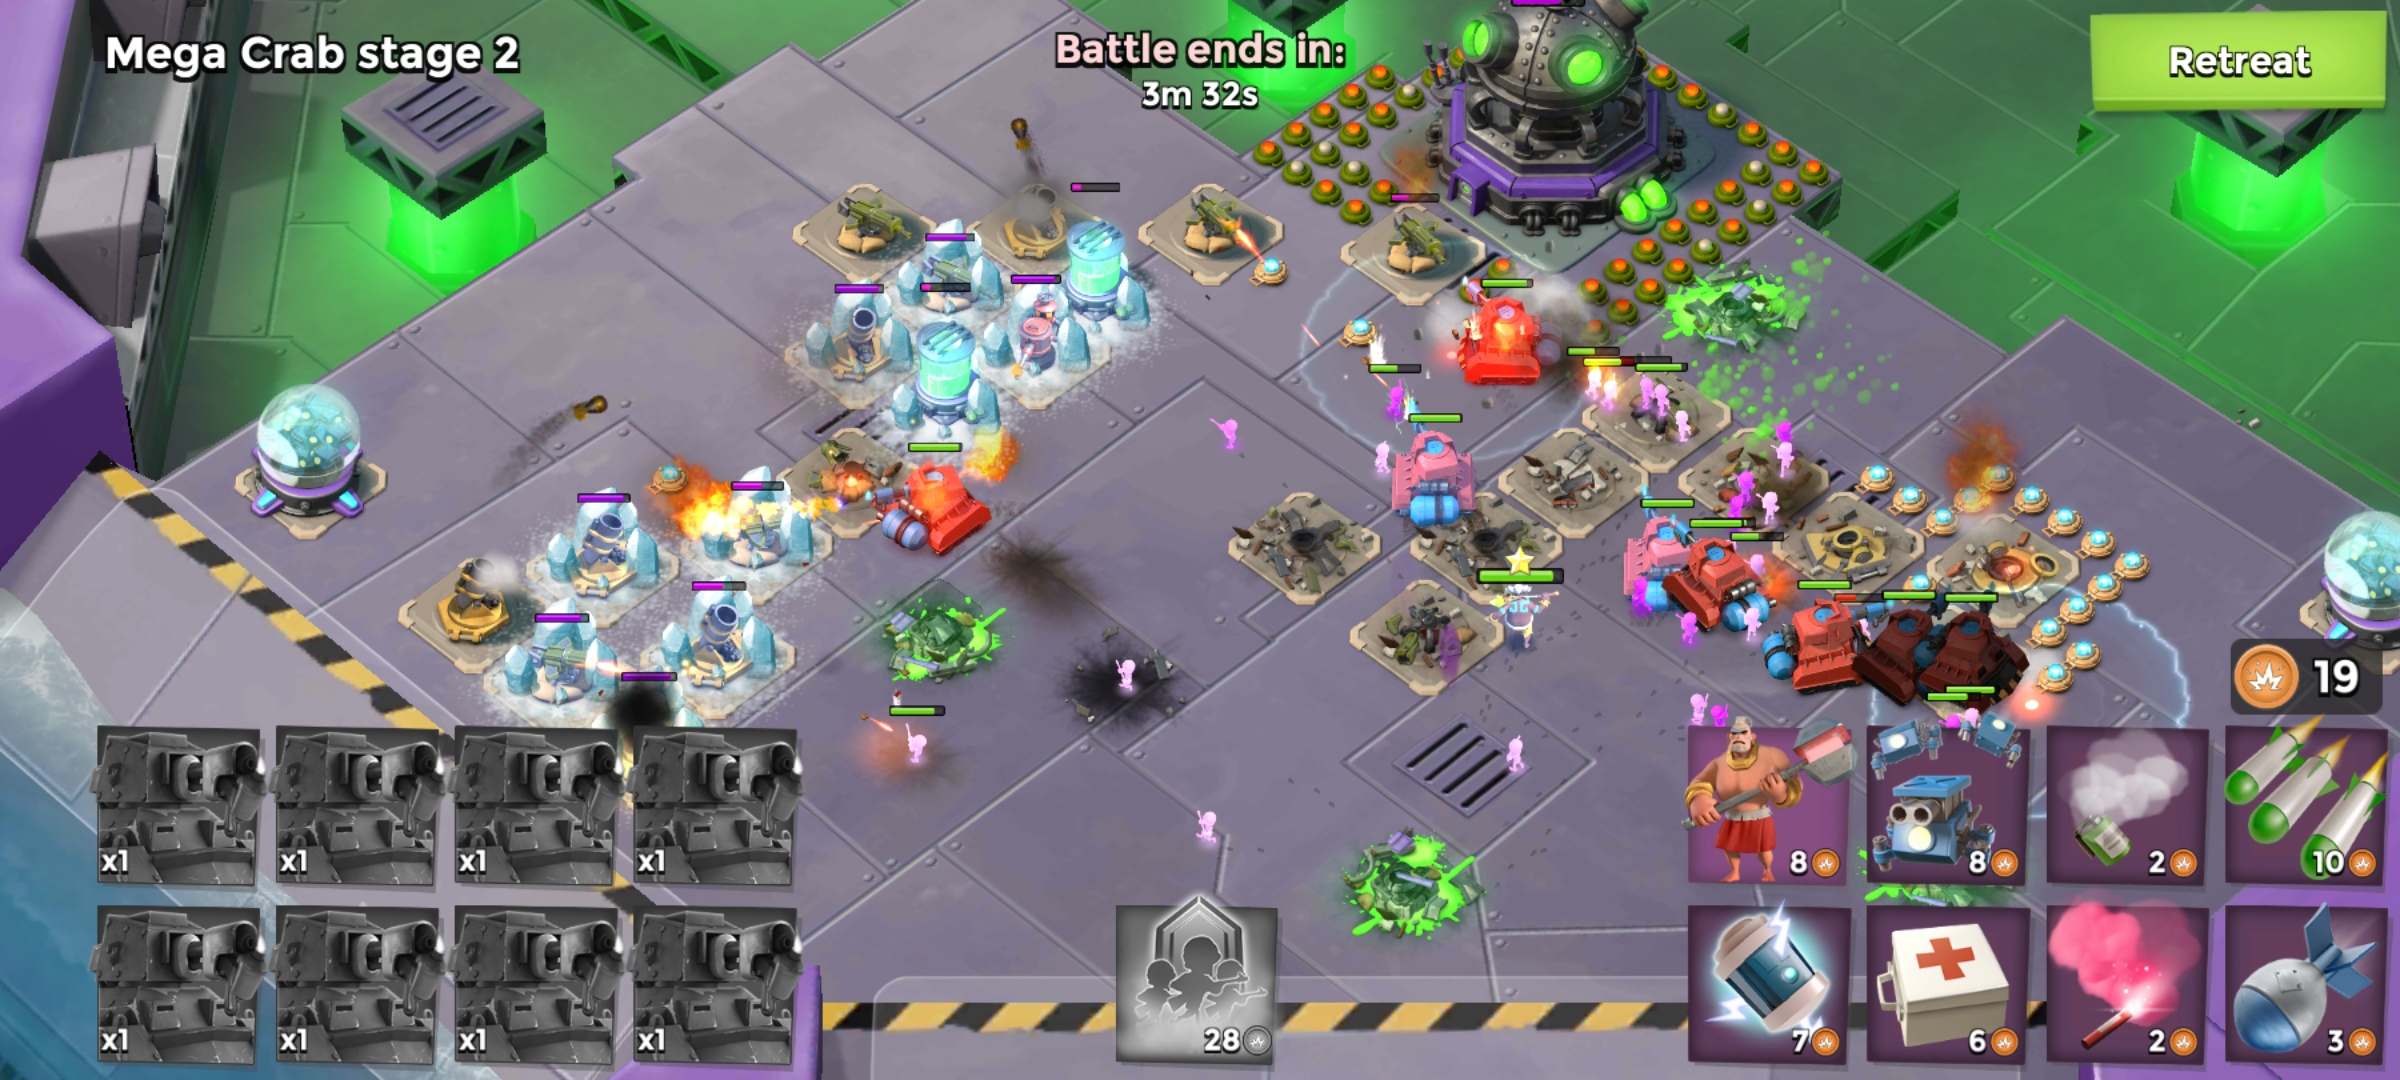 Mega Crab stage 2
Battle ends in:
3m 32s
Retreat
19
x1
x1
x1
x1
8
8
2
10
x1
x1
x1
x1
28
7
6
2
3